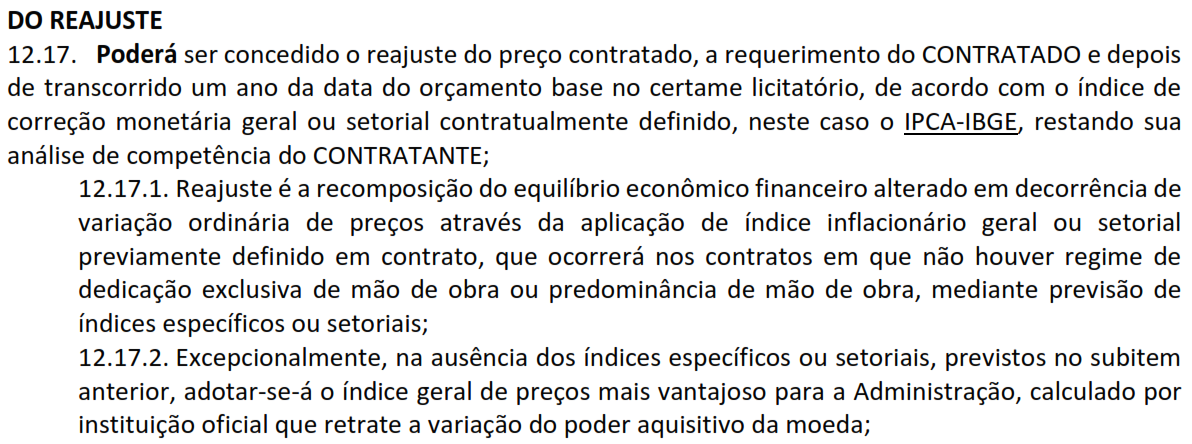 DO REAJUSTE
12.17. Poderá ser concedido o reajuste do preço contratado, a requerimento do CONTRATADO e depois
de transcorrido um ano da data do orçamento base no certame licitatório, de acordo com o índice de
correção monetária geral ou setorial contratualmente definido, neste caso o IPCA-IBGE, restando sua
análise de competência do CONTRATANTE;
12.17.1. Reajuste é a recomposição do equilíbrio econômico financeiro alterado em decorrência de
variação ordinária de preços através da aplicação de índice inflacionário geral ou setorial
previamente definido em contrato, que ocorrerá nos contratos em que não houver regime de
dedicação exclusiva de mão de obra ou predominância de mão de obra, mediante previsão de
índices específicos ou setoriais;
12.17.2. Excepcionalmente, na ausência dos índices específicos ou setoriais, previstos no subitem
anterior, adotar-se-á o índice geral de preços mais vantajoso para a Administração, calculado por
instituição oficial que retrate a variação do poder aquisitivo da moeda;